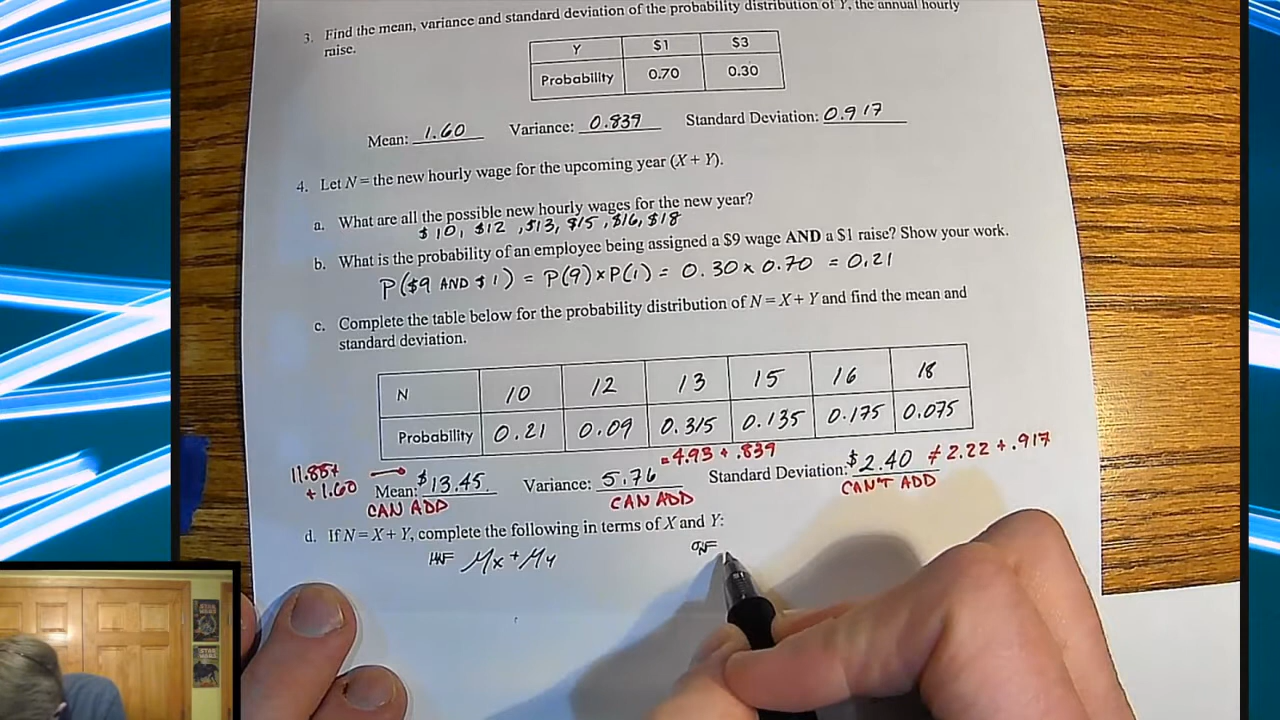 3. Find the mean, variance and standard deviation of the probability distribution of Y, the annual hourly
raise.
Y $1 $3
Probability 0.70 0.30
Mean: 1.60 Variance: 0.839 Standard Deviation: 0.917
4. Let N = the new hourly wage for the upcoming year (X + Y).
a. What are all the possible new hourly wages for the new year?
$10, $12, $13, $15, $16, $18
b. What is the probability of an employee being assigned a $9 wage AND a $1 raise? Show your work.
P($9 AND $1) = P(9)×P(1) = 0.30×0.70 = 0.21
c. Complete the table below for the probability distribution of N = X + Y and find the mean and
standard deviation.
N 10 12 13 15 16 18
Probability 0.21 0.09 0.315 0.135 0.175 0.075
11.85+ = 4.93 + .839
+1.60 → Mean: $13.45 Variance: 5.76 Standard Deviation: $2.40 ≠ 2.22 + .917
CAN ADD CAN ADD CAN'T ADD
d. If N = X + Y, complete the following in terms of X and Y:
μN= μx + μy σN=
STAR WARS
STAR WARS